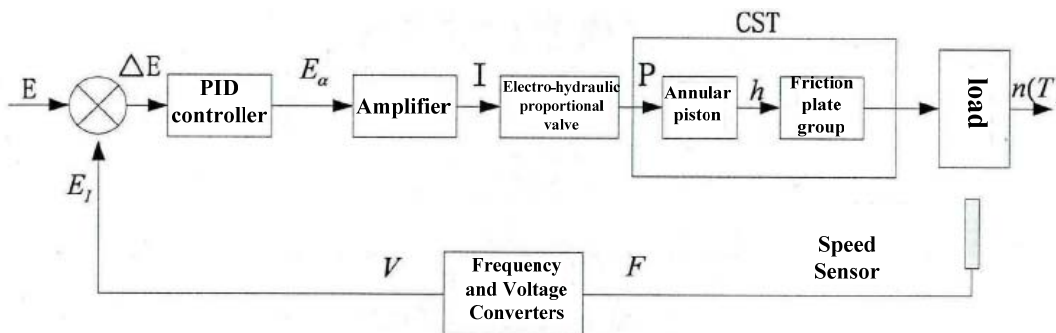 CST
E
ΔE
PID
controller
E_α
Amplifier
I
Electro-hydraulic
proportional
valve
P
Annular
piston
h
Friction
plate
group
load
n(T
E_I
V
Frequency
and Voltage
Converters
F
Speed
Sensor